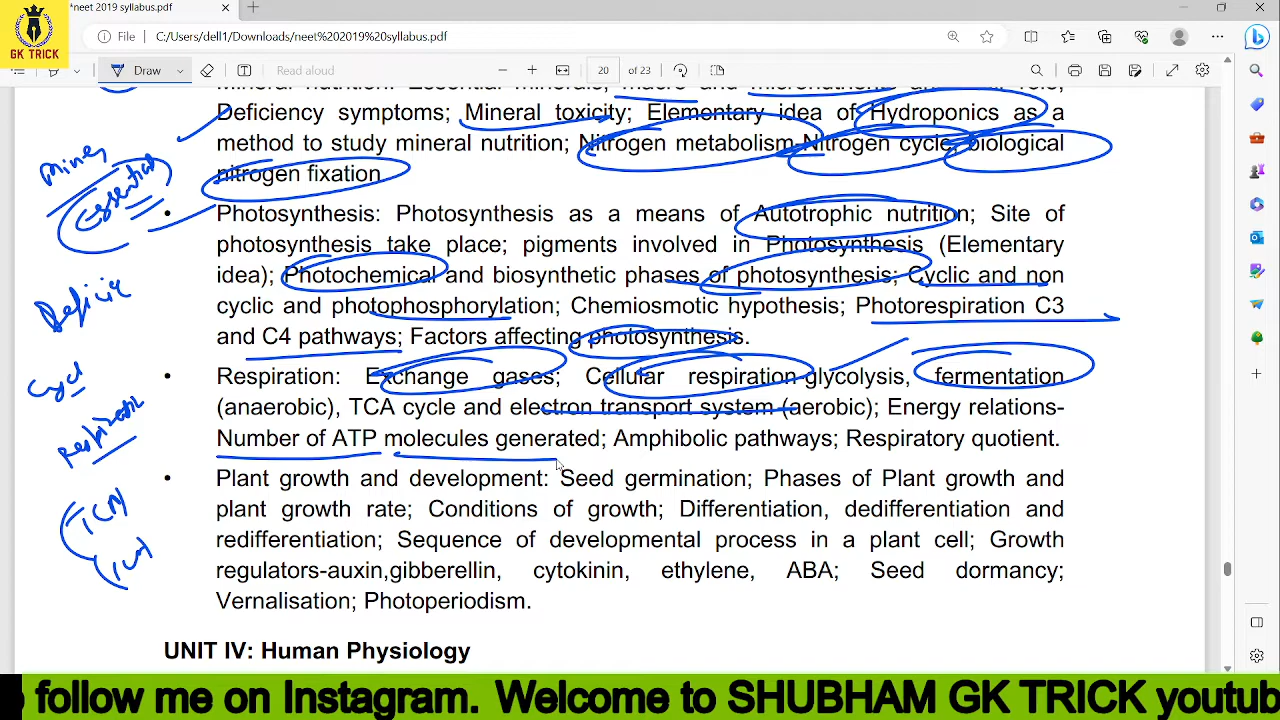 *neet 2019 syllabus.pdf
GK TRICK
File
C:/Users/dell1/Downloads/neet%202019%20syllabus.pdf
Draw
Read aloud
20
of 23
Deficiency symptoms; Mineral toxicity; Elementary idea of Hydroponics as a
method to study mineral nutrition; Nitrogen metabolism-Nitrogen cycle, biological
nitrogen fixation.
• Photosynthesis: Photosynthesis as a means of Autotrophic nutrition; Site of
photosynthesis take place; pigments involved in Photosynthesis (Elementary
idea); Photochemical and biosynthetic phases of photosynthesis; Cyclic and non
cyclic and photophosphorylation; Chemiosmotic hypothesis; Photorespiration C3
and C4 pathways; Factors affecting photosynthesis.
• Respiration: Exchange gases; Cellular respiration-glycolysis, fermentation
(anaerobic), TCA cycle and electron transport system (aerobic); Energy relations-
Number of ATP molecules generated; Amphibolic pathways; Respiratory quotient.
• Plant growth and development: Seed germination; Phases of Plant growth and
plant growth rate; Conditions of growth; Differentiation, dedifferentiation and
redifferentiation; Sequence of developmental process in a plant cell; Growth
regulators-auxin,gibberellin, cytokinin, ethylene, ABA; Seed dormancy;
Vernalisation; Photoperiodism.
UNIT IV: Human Physiology
Essential
Cycl
follow me on Instagram. Welcome to SHUBHAM GK TRICK youtub